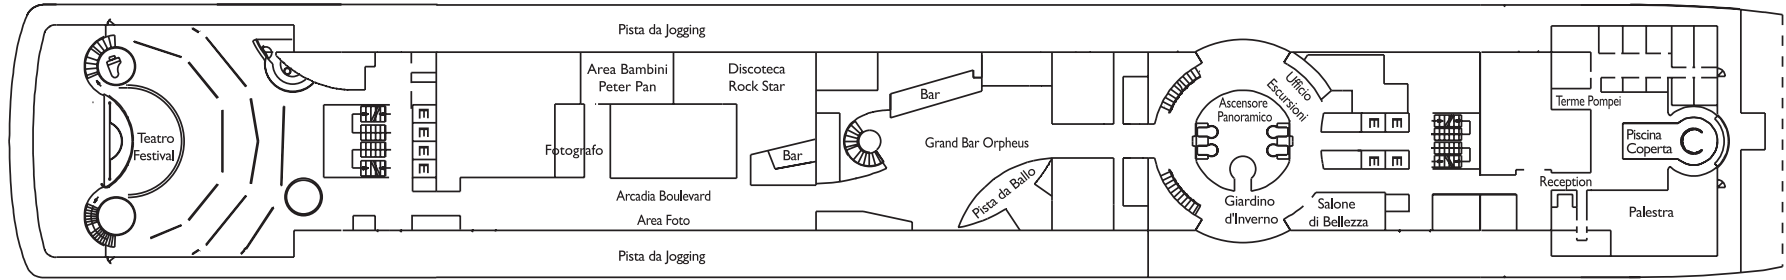 Pista da Jogging
Teatro
Festival
Fotografo
Area Bambini
Peter Pan
Discoteca
Rock Star
Bar
Bar
Grand Bar Orpheus
Arcadia Boulevard
Area Foto
Pista da Ballo
Ufficio
Escursioni
Ascensore
Panoramico
Giardino
d'Inverno
Salone
di Bellezza
E
E
E
E
E
E
E
E
Terme Pompei
Piscina
Coperta
Reception
Palestra
Pista da Jogging